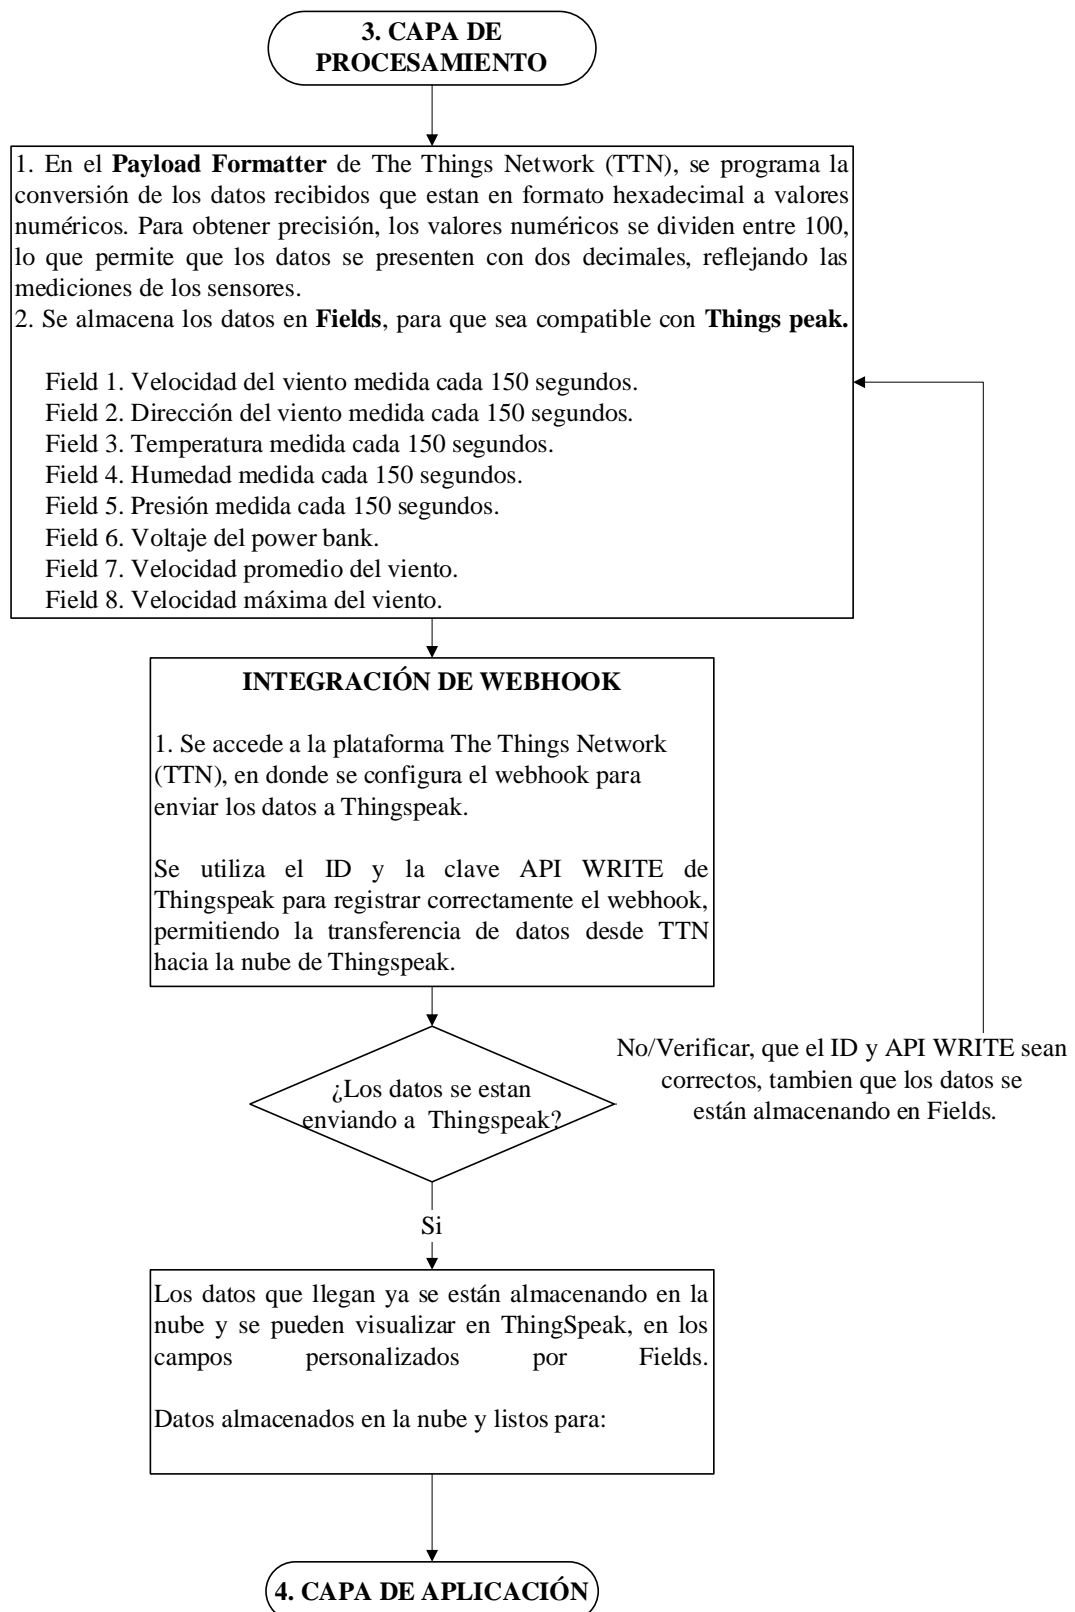 3. CAPA DE
PROCESAMIENTO
1. En el Payload Formatter de The Things Network (TTN), se programa la
conversión de los datos recibidos que estan en formato hexadecimal a valores
numéricos. Para obtener precisión, los valores numéricos se dividen entre 100,
lo que permite que los datos se presenten con dos decimales, reflejando las
mediciones de los sensores.
2. Se almacena los datos en Fields, para que sea compatible con Things peak.
Field 1. Velocidad del viento medida cada 150 segundos.
Field 2. Dirección del viento medida cada 150 segundos.
Field 3. Temperatura medida cada 150 segundos.
Field 4. Humedad medida cada 150 segundos.
Field 5. Presión medida cada 150 segundos.
Field 6. Voltaje del power bank.
Field 7. Velocidad promedio del viento.
Field 8. Velocidad máxima del viento.
INTEGRACIÓN DE WEBHOOK
1. Se accede a la plataforma The Things Network
(TTN), en donde se configura el webhook para
enviar los datos a Thingspeak.
Se utiliza el ID y la clave API WRITE de
Thingspeak para registrar correctamente el webhook,
permitiendo la transferencia de datos desde TTN
hacia la nube de Thingspeak.
¿Los datos se estan
enviando a Thingspeak?
No/Verificar, que el ID y API WRITE sean
correctos, tambien que los datos se
están almacenando en Fields.
Si
Los datos que llegan ya se están almacenando en la
nube y se pueden visualizar en ThingSpeak, en los
campos personalizados por Fields.
Datos almacenados en la nube y listos para:
4. CAPA DE APLICACIÓN